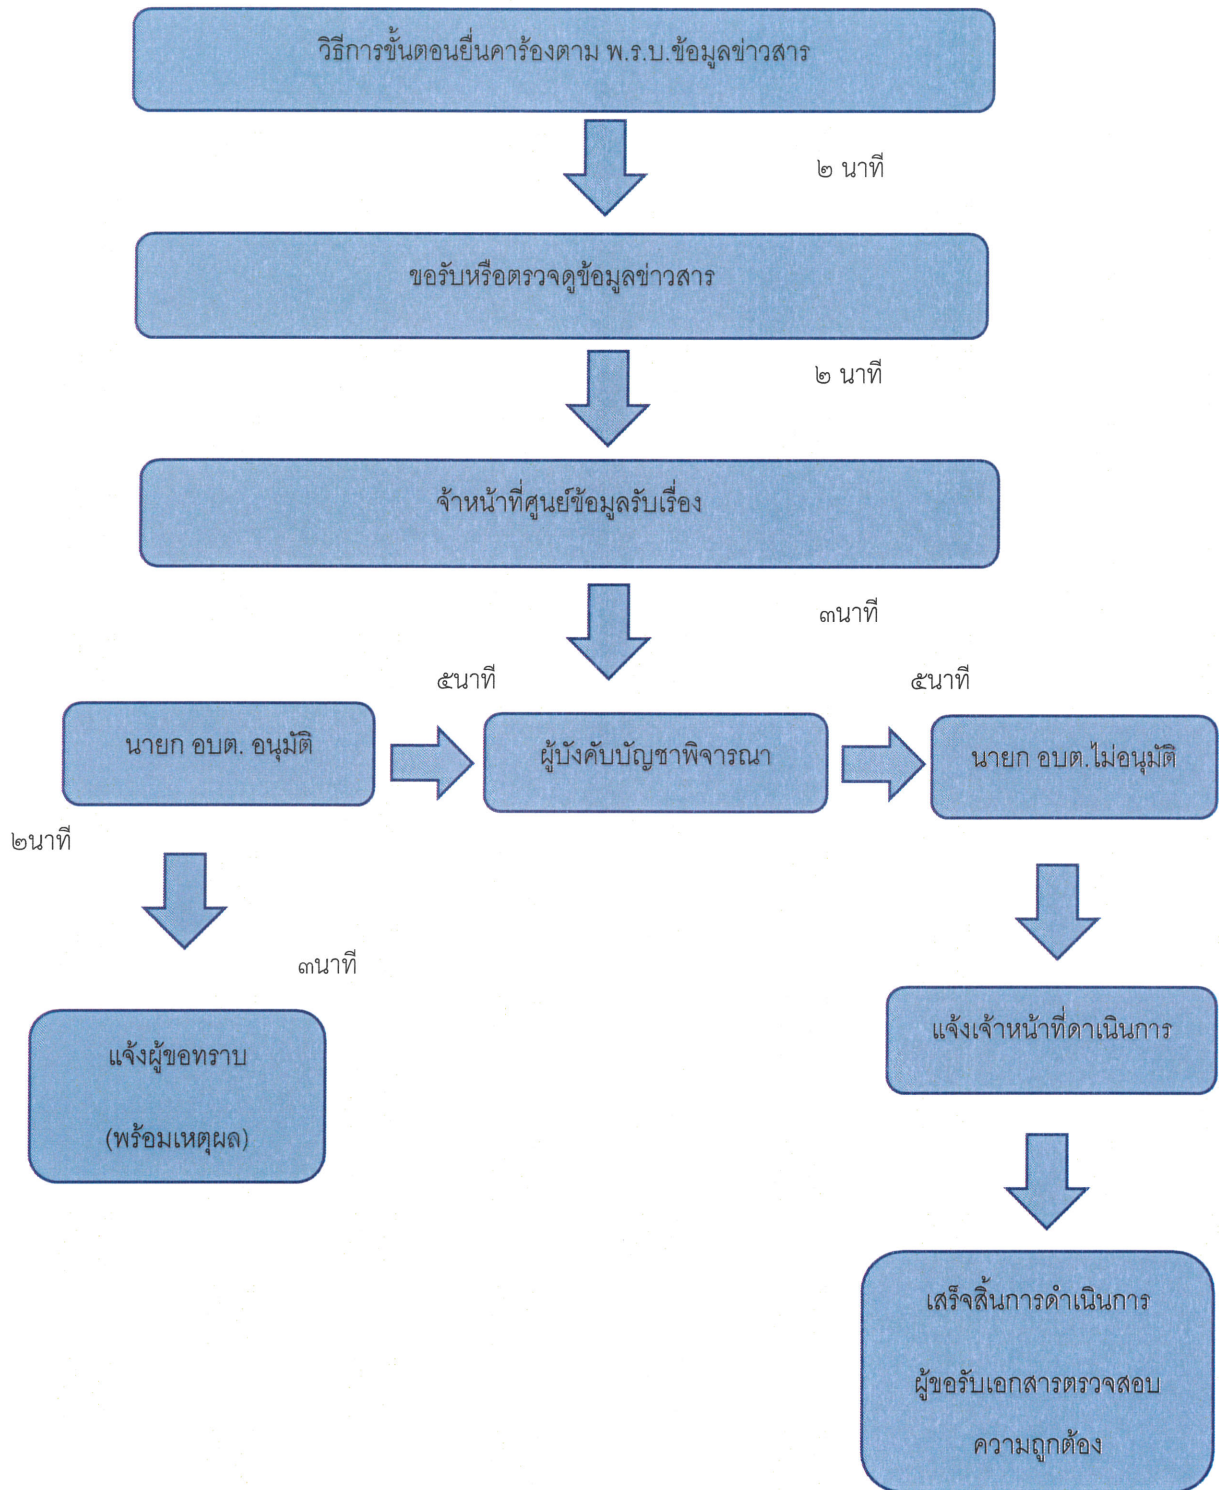 วิธีการขั้นตอนยื่นคาร้องตาม พ.ร.บ.ข้อมูลข่าวสาร
๒ นาที
ขอรับหรือตรวจดูข้อมูลข่าวสาร
๒ นาที
จ้าหน้าที่ศูนย์ข้อมูลรับเรื่อง
๓นาที
๕นาที
๕นาที
นายก อบต. อนุมัติ
ผู้บังคับบัญชาพิจารณา
นายก อบต.ไม่อนุมัติ
๒นาที
๓นาที
แจ้งผู้ขอทราบ
(พร้อมเหตุผล)
แจ้งเจ้าหน้าที่ดาเนินการ
เสร็จสิ้นการดำเนินการ
ผู้ขอรับเอกสารตรวจสอบ
ความถูกต้อง